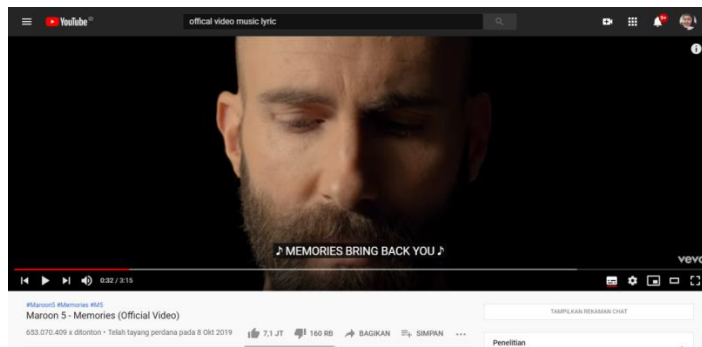 YouTube ID
offical video music lyric
9+
♪ MEMORIES BRING BACK YOU ♪
vevo
0:32 / 3:15
#Maroon5 #Memories #M5
Maroon 5 - Memories (Official Video)
653.070.409 x ditonton • Telah tayang perdana pada 8 Okt 2019
7,1 JT
160 RB
BAGIKAN
SIMPAN
TAMPILKAN REKAMAN CHAT
Penelitian